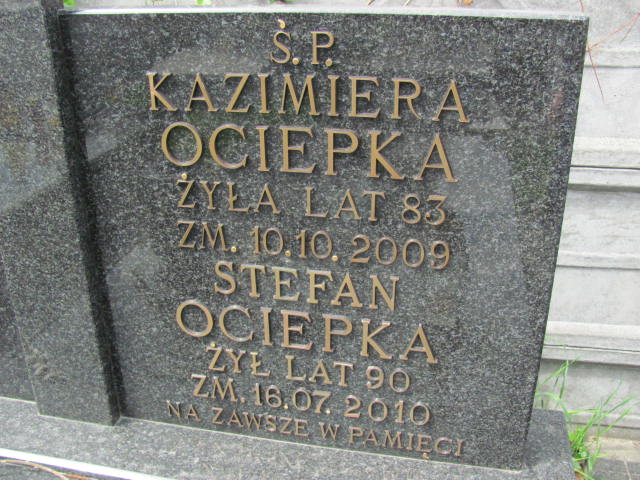 Ś. P.
KAZIMIERA
OCIEPKA
ŻYŁA LAT 83
ZM. 10.10.2009
STEFAN
OCIEPKA
ŻYŁ LAT 90
ZM. 16.07.2010
NA ZAWSZE W PAMIĘCI